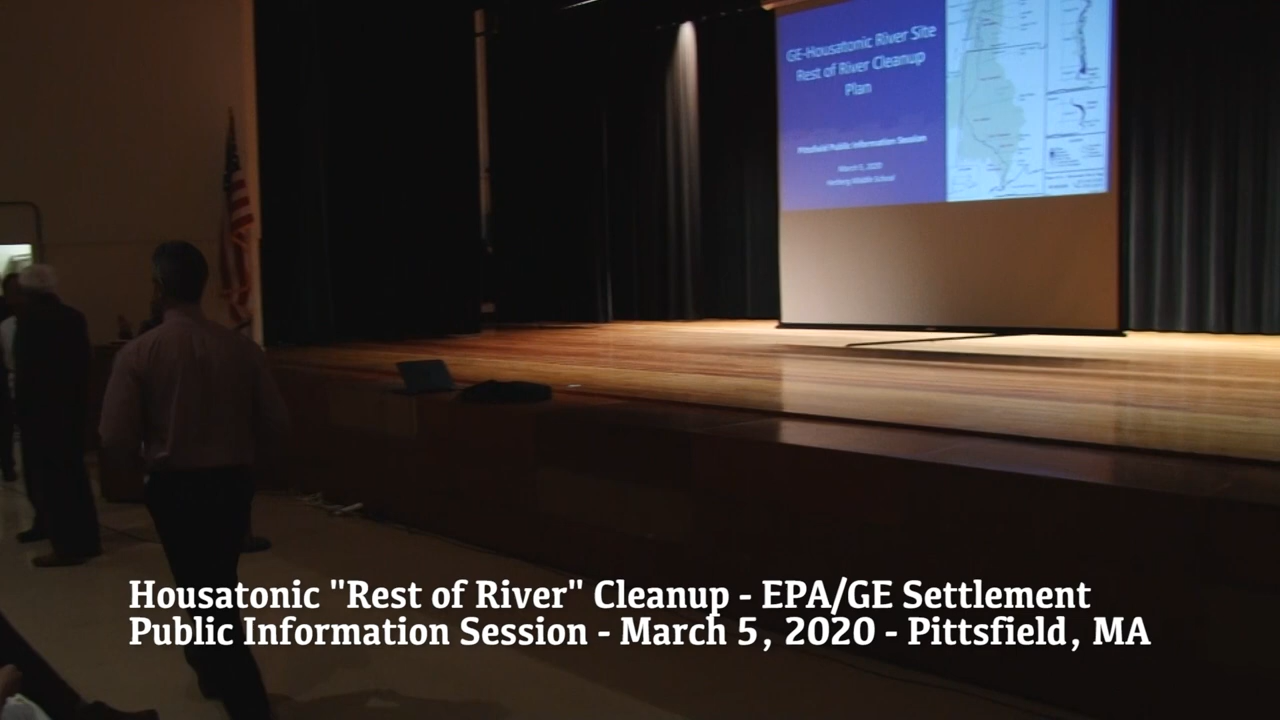 GE-Housatonic River Site
Rest of River Cleanup
Plan
Pittsfield Public Information Session
March 5, 2020
Herberg Middle School
Housatonic "Rest of River" Cleanup - EPA/GE Settlement
Public Information Session - March 5, 2020 - Pittsfield, MA